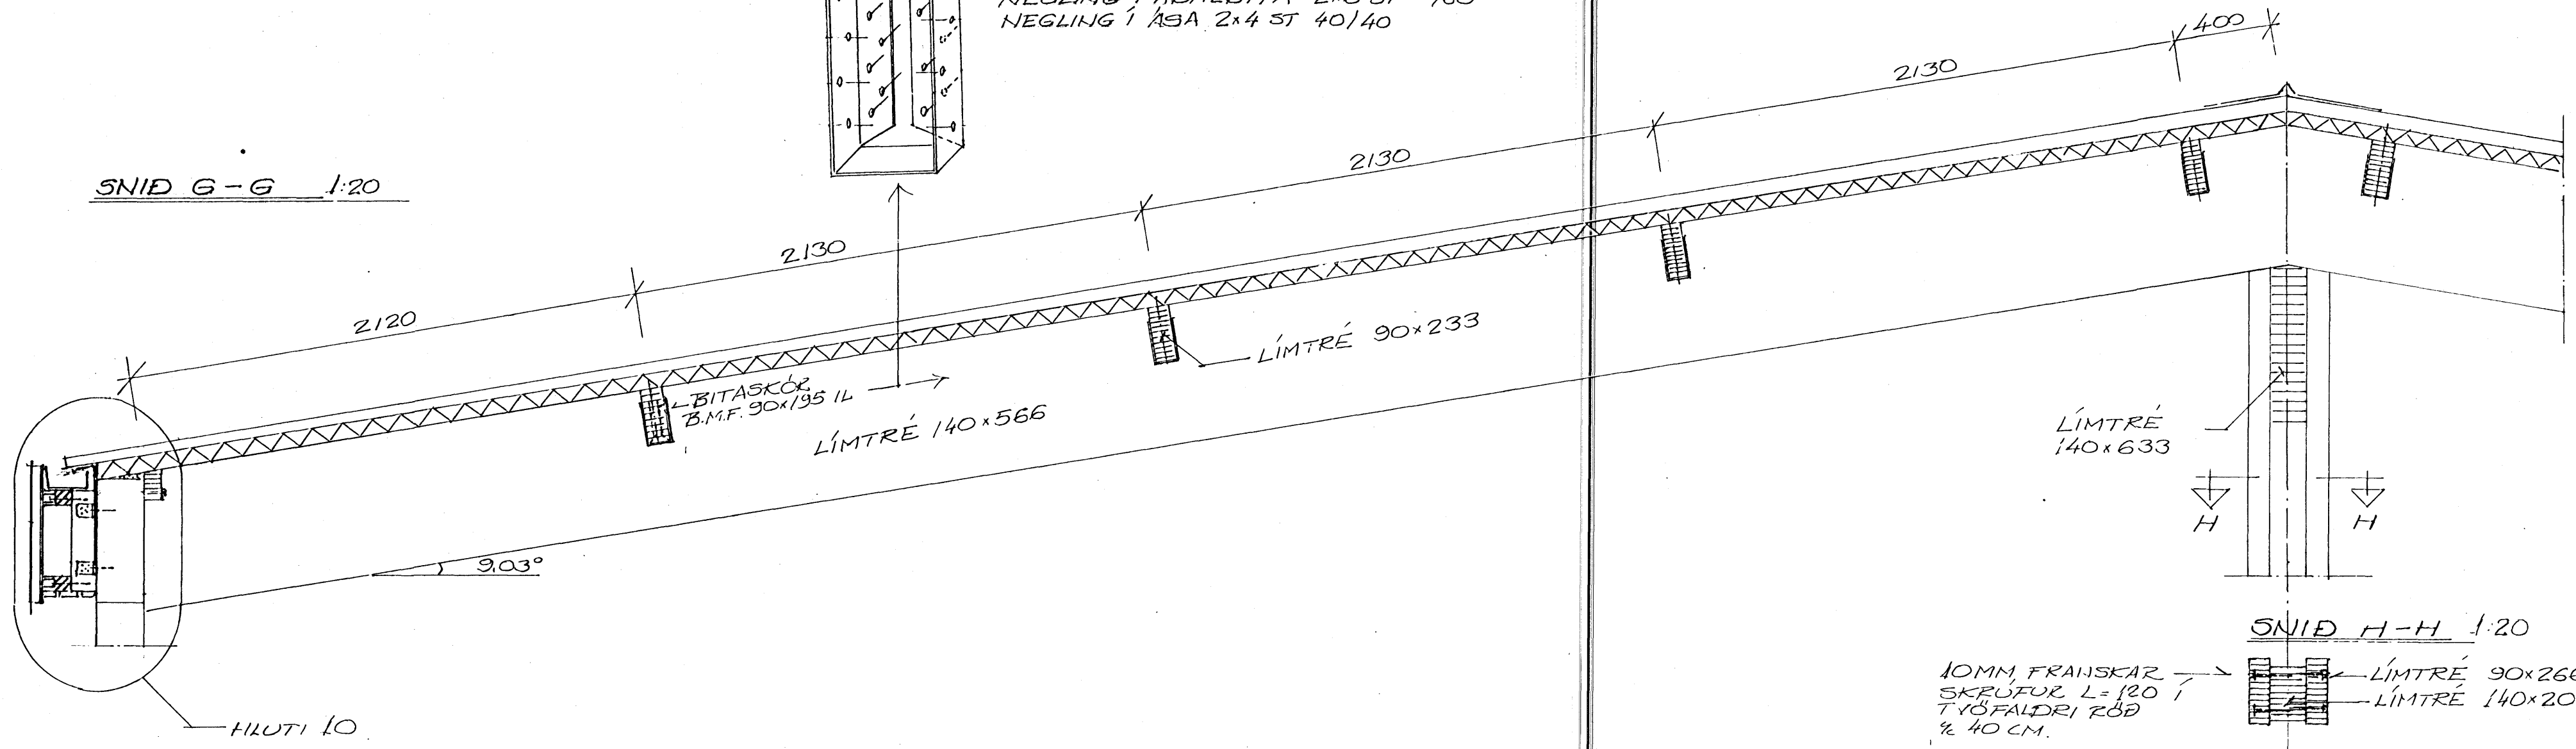 NEGLING Í ÁSA 2x4 ST 40/40
400
2130
2130
2130
2120
SNIÐ G-G 1:20
LÍMTRÉ 90x233
BITASKÓR
B.M.F. 90x195 IL
LÍMTRÉ 140x566
9.03°
LÍMTRÉ
140x633
H H
SNIÐ H-H 1:20
10MM FRANSKAR
SKRÚFUR L=120 Í
TVÖFALDRI RÖÐ
40 CM.
LÍMTRÉ 90x266
LÍMTRÉ 140x20
HLUTI 10